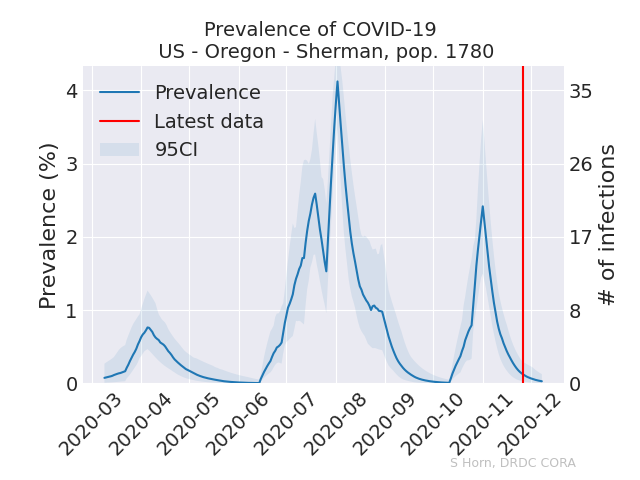 Prevalence of COVID-19
US - Oregon - Sherman, pop. 1780
Prevalence
Latest data
95CI
Prevalence (%)
4
3
2
1
0
# of infections
35
26
17
8
0
2020-03
2020-04
2020-05
2020-06
2020-07
2020-08
2020-09
2020-10
2020-11
2020-12
S Horn, DRDC CORA